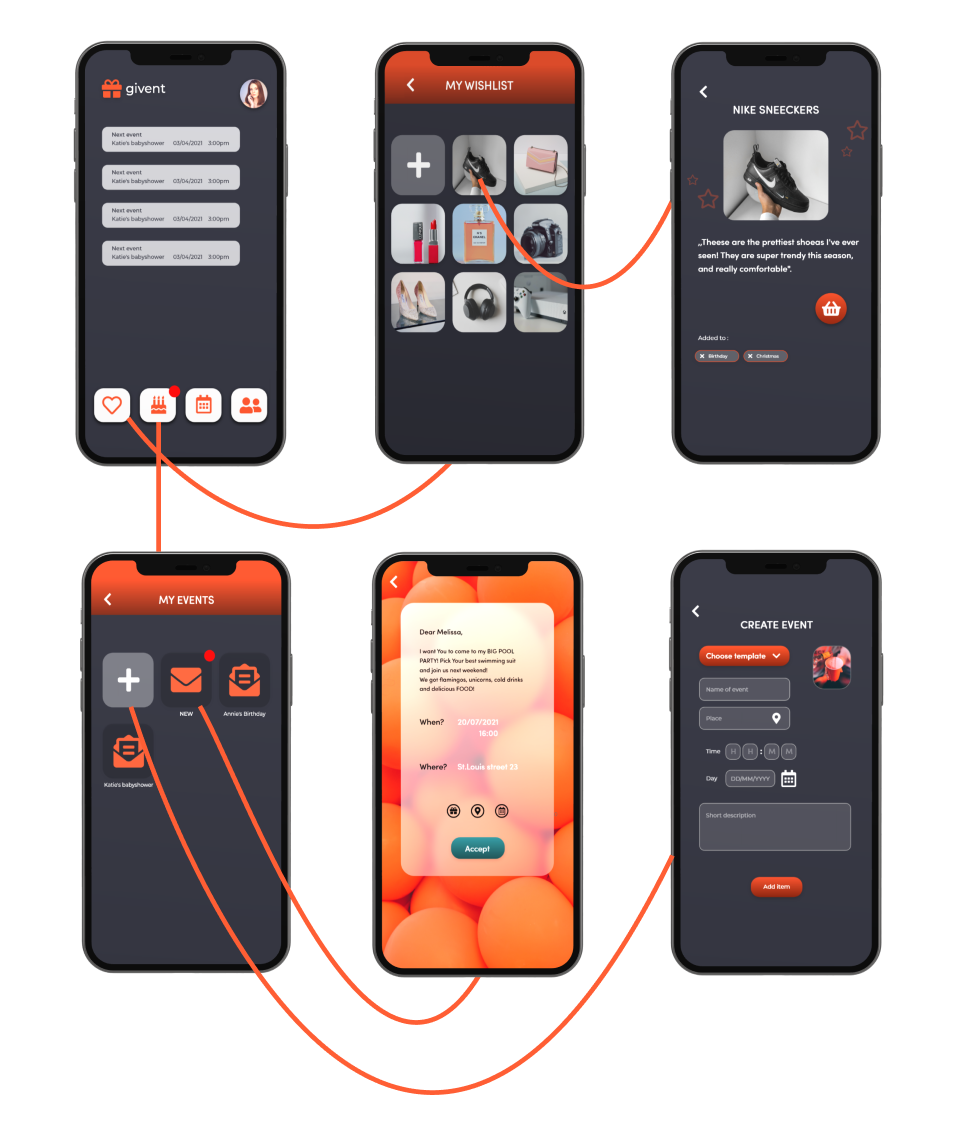 givent
Next event
Katie's babyshower 03/04/2021 3:00pm
Next event
Katie's babyshower 03/04/2021 3:00pm
Next event
Katie's babyshower 03/04/2021 3:00pm
Next event
Katie's babyshower 03/04/2021 3:00pm
MY WISHLIST
CHANEL
NIKE SNEECKERS
„Theese are the prettiest shoeas I've ever
seen! They are super trendy this season,
and really comfortable".
Added to :
Birthday
Christmas
MY EVENTS
NEW
Annie's Birthday
Katie's babyshower
Dear Melissa,
I want You to come to my BIG POOL
PARTY! Pick Your best swimming suit
and join us next weekend!
We got flamingos, unicorns, cold drinks
and delicious FOOD!
When? 20/07/2021
16:00
Where? St.Louis street 23
Accept
CREATE EVENT
Choose template
Name of event
Place
Time H H : M M
Day DD/MM/YYYY
Short description
Add item